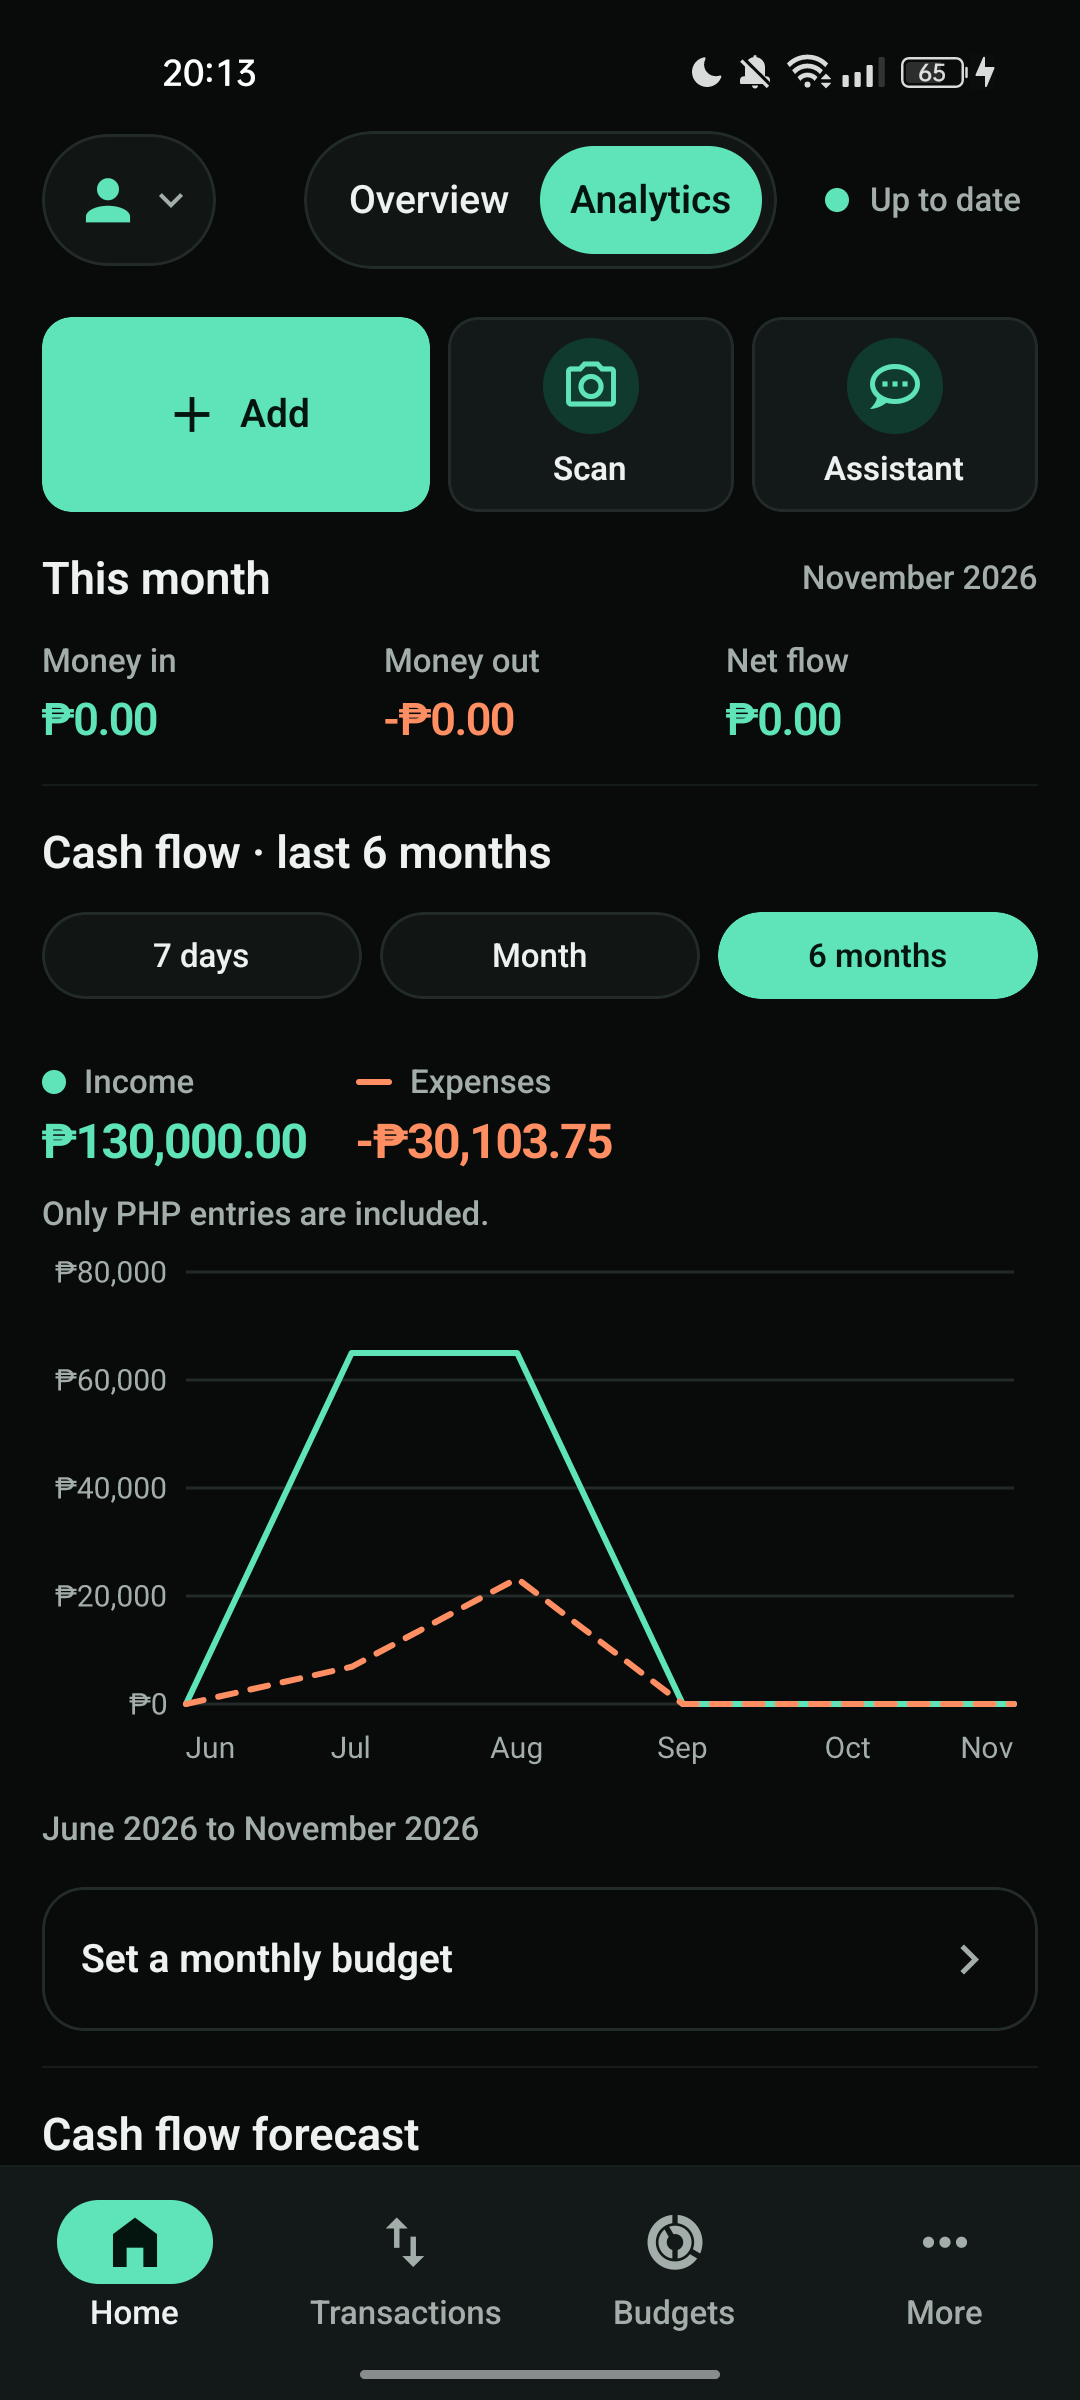 20:13
65
Overview
Analytics
Up to date
Add
Scan
Assistant
This month
November 2026
Money in
Money out
Net flow
₱0.00
-₱0.00
₱0.00
Cash flow · last 6 months
7 days
Month
6 months
Income
Expenses
₱130,000.00
-₱30,103.75
Only PHP entries are included.
₱80,000
₱60,000
₱40,000
₱20,000
₱0
Jun
Jul
Aug
Sep
Oct
Nov
June 2026 to November 2026
Set a monthly budget
Cash flow forecast
Home
Transactions
Budgets
More